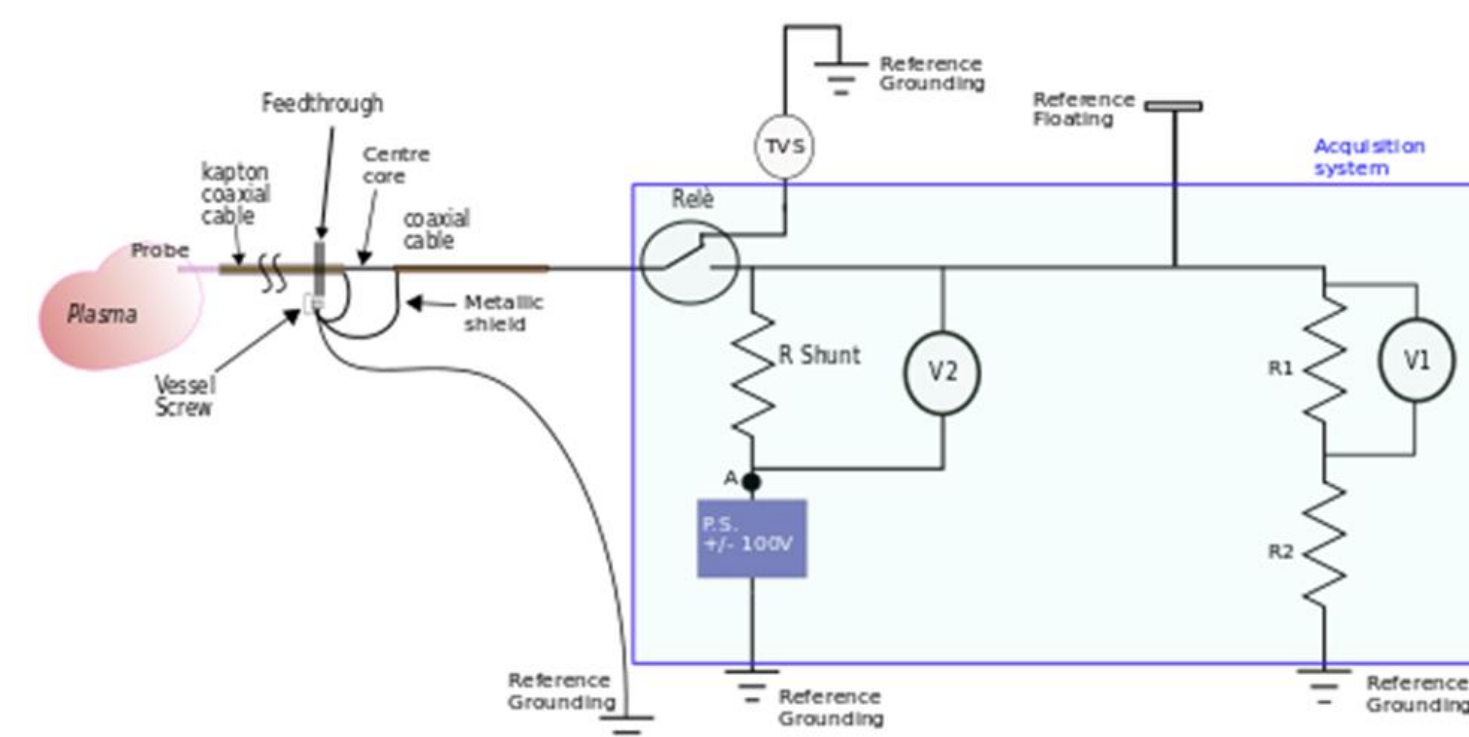 Reference
Grounding
Feedthrough
Reference
Floating
TVS
Acquisition
system
Centre
core
kapton
coaxial
cable
Relè
coaxial
cable
Probe
Plasma
Metallic
shield
R Shunt
V2
R1
V1
Vessel
Screw
A
P.S.
+/- 100V
R2
Reference
Grounding
Reference
Grounding
Reference
Grounding